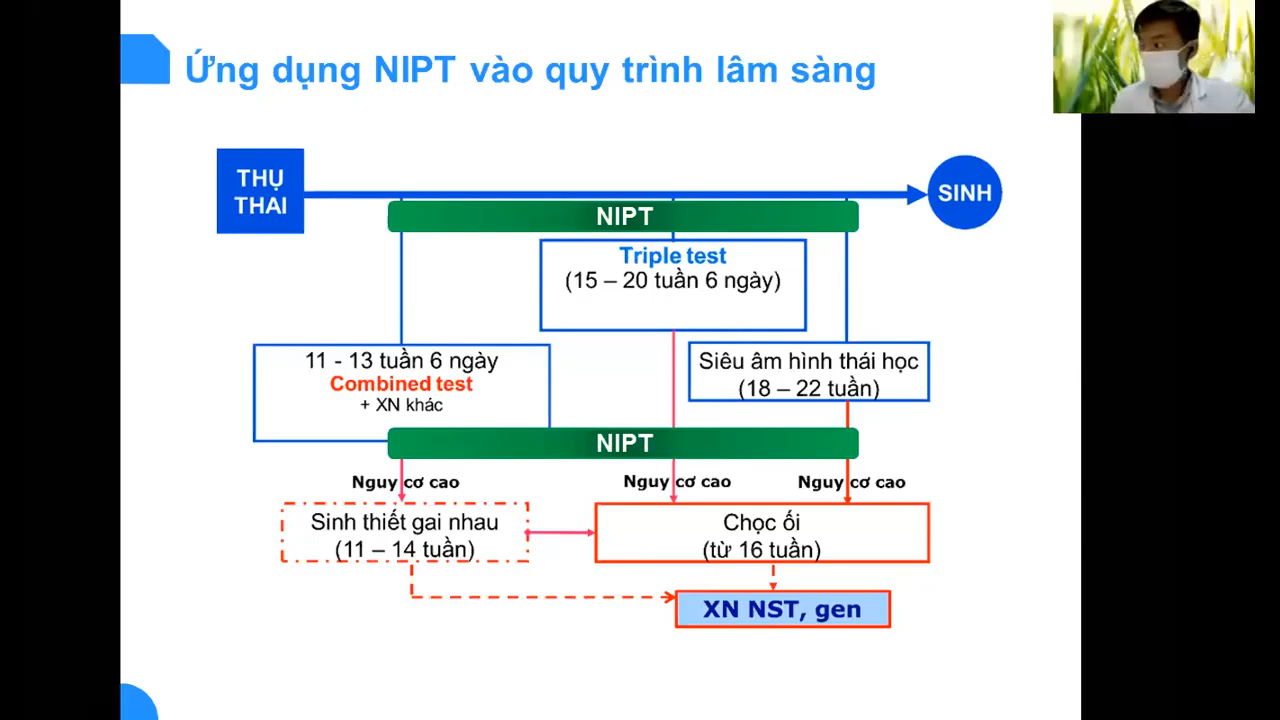 Ứng dụng NIPT vào quy trình lâm sàng
THỤ
THAI
SINH
NIPT
Triple test
(15 – 20 tuần 6 ngày)
11 - 13 tuần 6 ngày
Combined test
+ XN khác
Siêu âm hình thái học
(18 – 22 tuần)
NIPT
Nguy cơ cao
Nguy cơ cao
Nguy cơ cao
Sinh thiết gai nhau
(11 – 14 tuần)
Chọc ối
(từ 16 tuần)
XN NST, gen